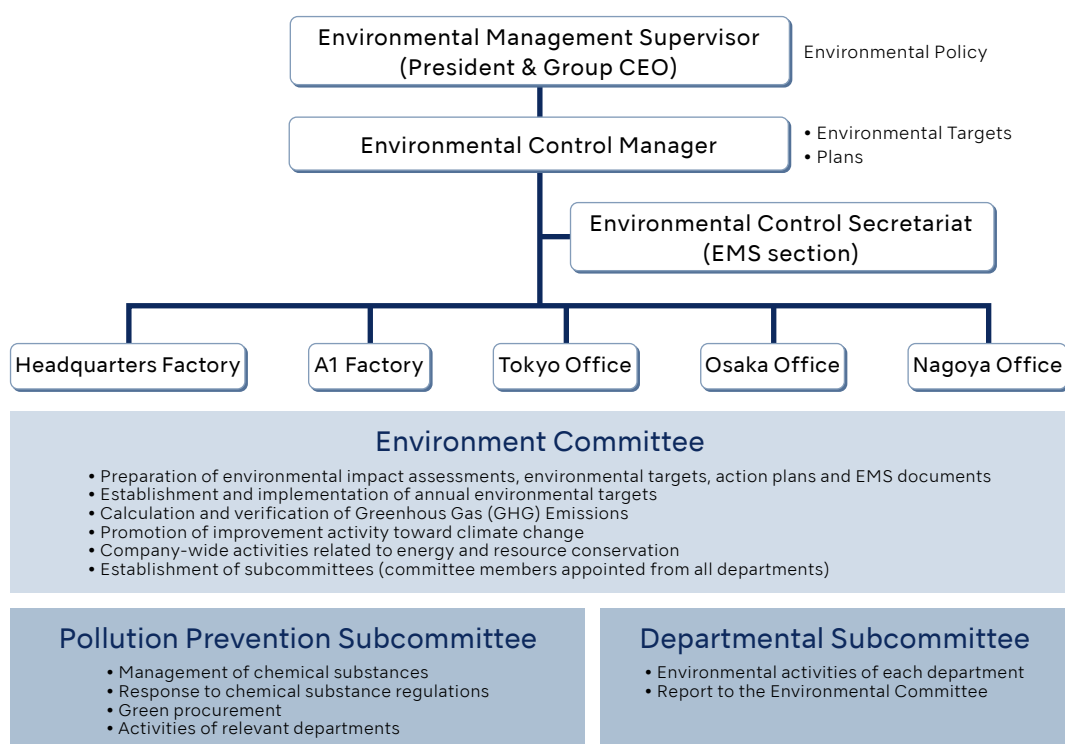 Environmental Management Supervisor
(President & Group CEO)
Environmental Policy
Environmental Control Manager
• Environmental Targets
• Plans
Environmental Control Secretariat
(EMS section)
Headquarters Factory
A1 Factory
Tokyo Office
Osaka Office
Nagoya Office
Environment Committee
• Preparation of environmental impact assessments, environmental targets, action plans and EMS documents
• Establishment and implementation of annual environmental targets
• Calculation and verification of Greenhous Gas (GHG) Emissions
• Promotion of improvement activity toward climate change
• Company-wide activities related to energy and resource conservation
• Establishment of subcommittees (committee members appointed from all departments)
Pollution Prevention Subcommittee
• Management of chemical substances
• Response to chemical substance regulations
• Green procurement
• Activities of relevant departments
Departmental Subcommittee
• Environmental activities of each department
• Report to the Environmental Committee